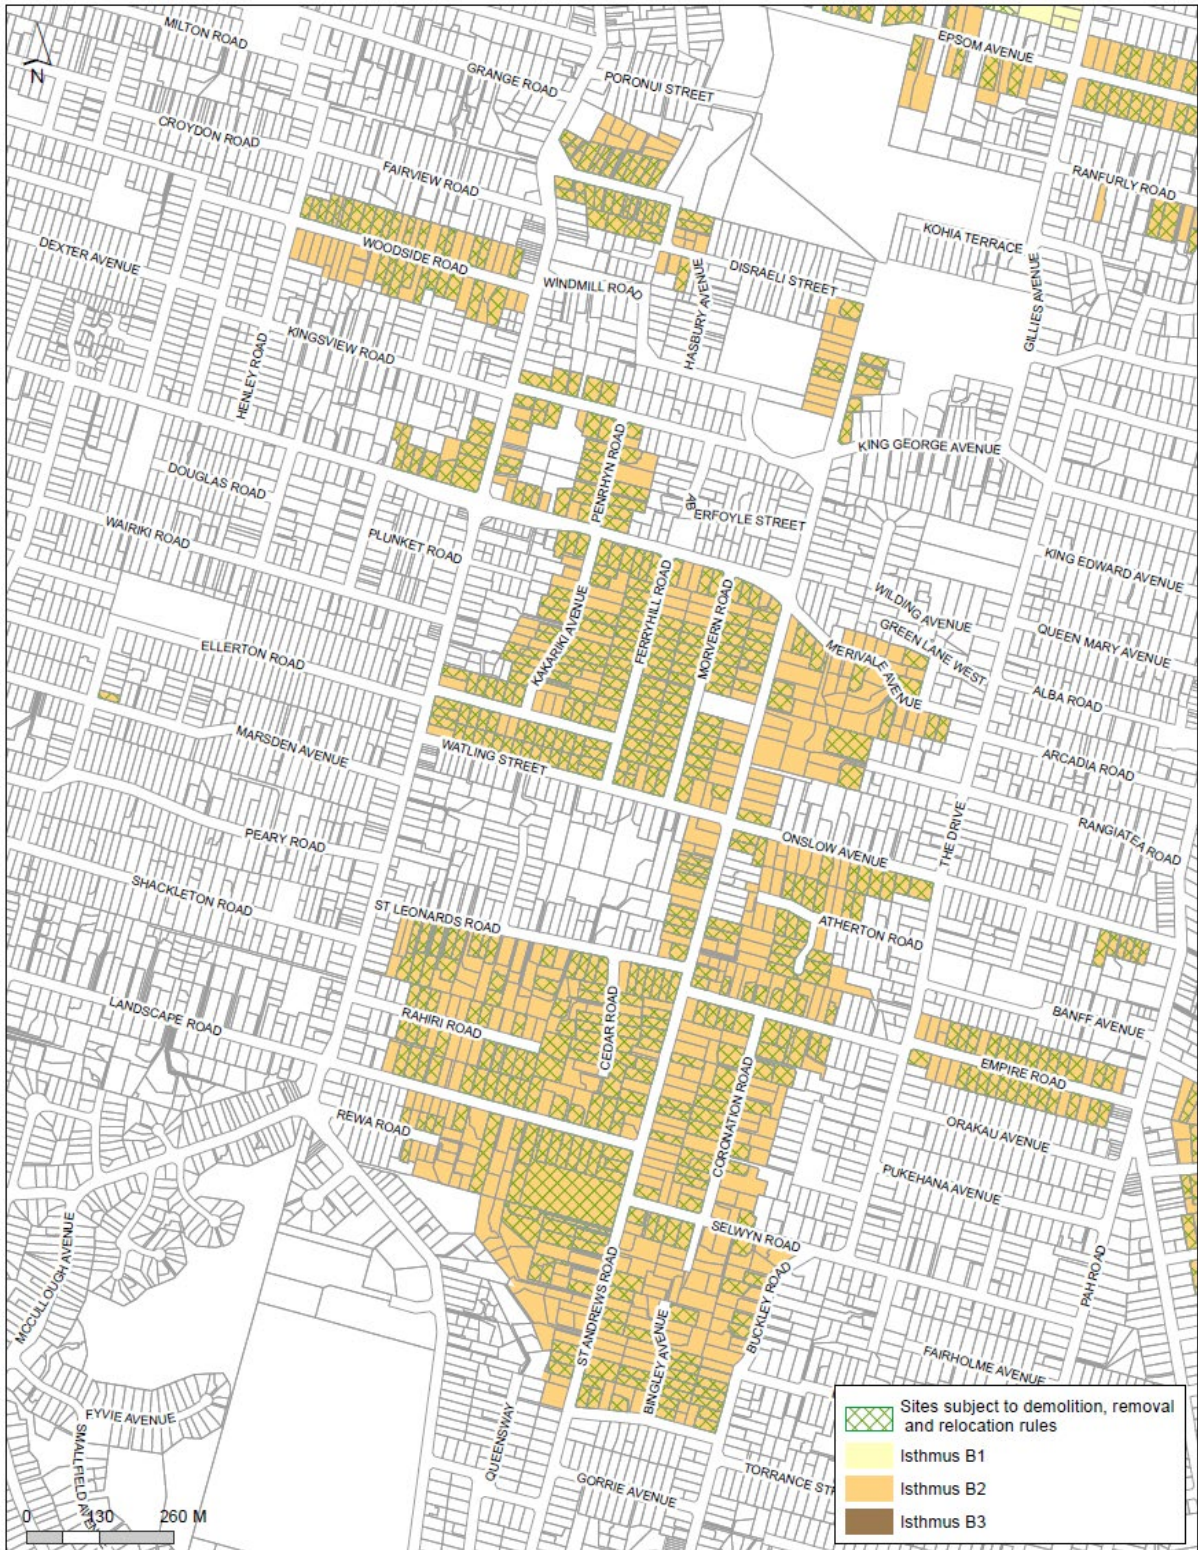 MILTON ROAD
EPSOM AVENUE
GRANGE ROAD
PORONUI STREET
N
CROYDON ROAD
FAIRVIEW ROAD
RANFURLY ROAD
KOHIA TERRACE
DEXTER AVENUE
WOODSIDE ROAD
DISRAELI STREET
WINDMILL ROAD
HASBURY AVENUE
GILLIES AVENUE
KINGSVIEW ROAD
HENLEY ROAD
KING GEORGE AVENUE
PENRHYN ROAD
DOUGLAS ROAD
AB
ERFOYLE STREET
WAIRIKI ROAD
PLUNKET ROAD
KING EDWARD AVENUE
KAKARIKI AVENUE
FERRYHILL ROAD
MORVERN ROAD
WILDING AVENUE
GREEN LANE WEST
QUEEN MARY AVENUE
ELLERTON ROAD
MERIVALE AVENUE
ALBA ROAD
MARSDEN AVENUE
WATLING STREET
ARCADIA ROAD
PEARY ROAD
ONSLOW AVENUE
THE DRIVE
RANGIATEA ROAD
SHACKLETON ROAD
ST LEONARDS ROAD
ATHERTON ROAD
LANDSCAPE ROAD
RAHIRI ROAD
CEDAR ROAD
BANFF AVENUE
EMPIRE ROAD
REWA ROAD
CORONATION ROAD
ORAKAU AVENUE
PUKEHANA AVENUE
SELWYN ROAD
MCCULLOUGH AVENUE
ST ANDREWS ROAD
BUCKLEY ROAD
PAH ROAD
BINGLEY AVENUE
FAIRHOLME AVENUE
FYVIE AVENUE
SMALLFIELD AVEN
QUEENSWAY
GORRIE AVENUE
TORRANCE STR
Sites subject to demolition, removal
and relocation rules
Isthmus B1
Isthmus B2
Isthmus B3
0 130 260 M